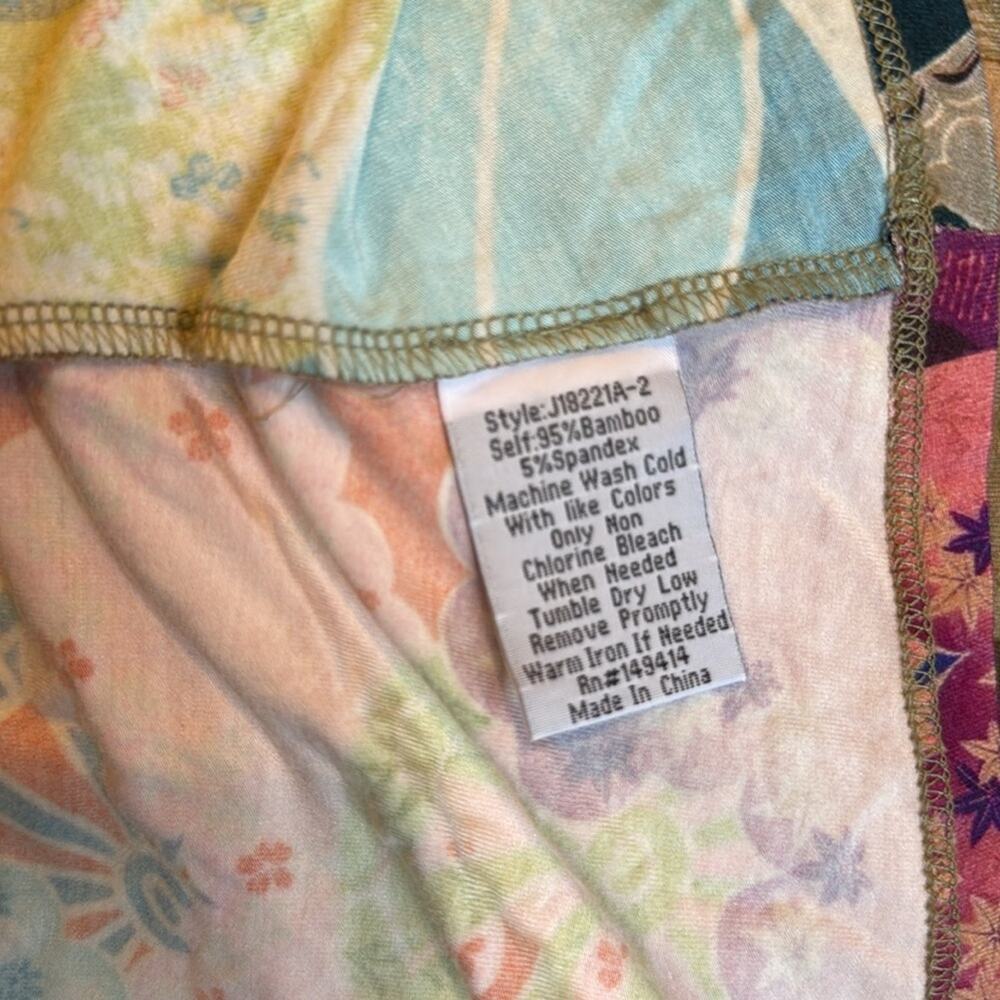 Style:J18221A-2
Self:95%Bamboo
5%Spandex
Machine Wash Cold
With like Colors
Only Non
Chlorine Bleach
When Needed
Tumble Dry Low
Remove Promptly
Warm Iron If Needed
Rn#149414
Made In China